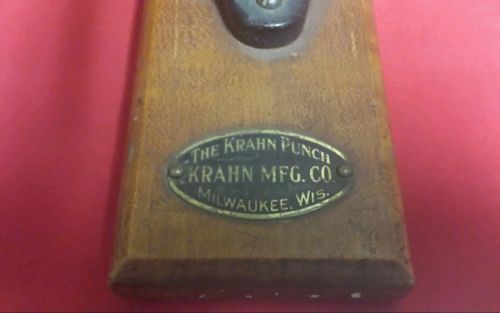 THE KRAHN PUNCH
KRAHN MFG. CO.
MILWAUKEE, WIS.